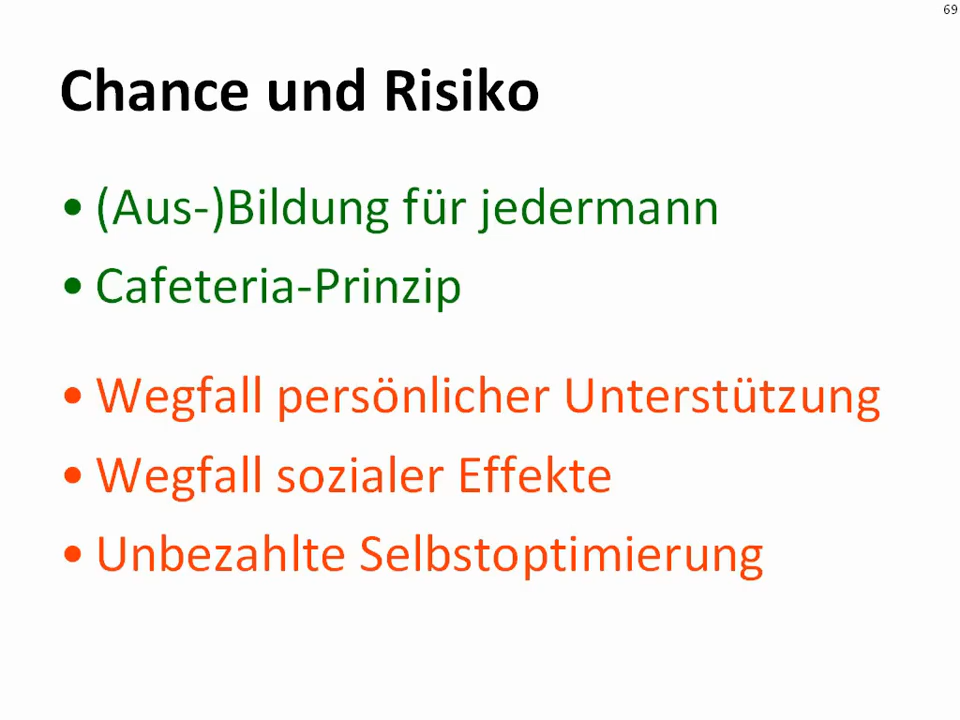 69
Chance und Risiko
• (Aus-)Bildung für jedermann
• Cafeteria-Prinzip
• Wegfall persönlicher Unterstützung
• Wegfall sozialer Effekte
• Unbezahlte Selbstoptimierung